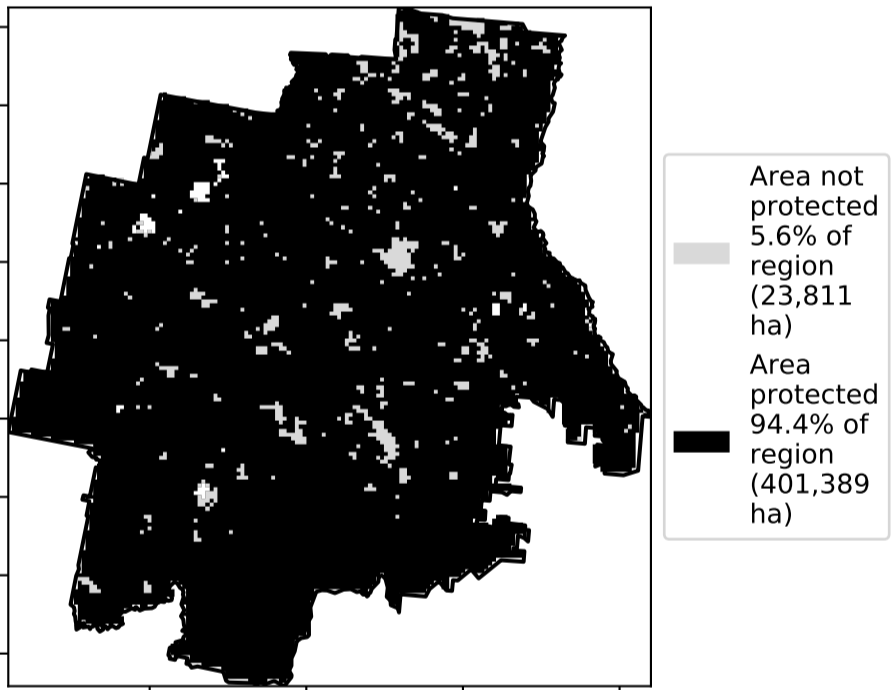 Area not
protected
5.6% of
region
(23,811
ha)
Area
protected
94.4% of
region
(401,389
ha)